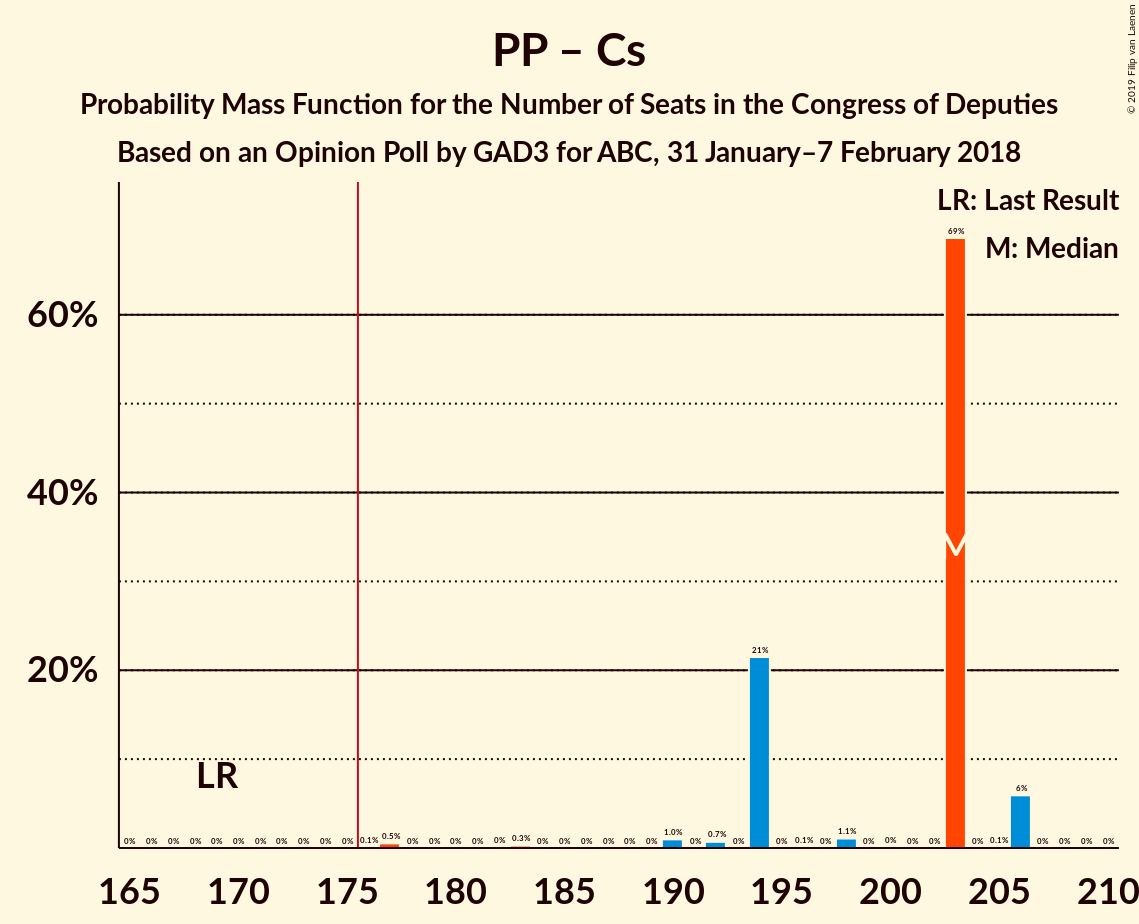 PP – Cs
Probability Mass Function for the Number of Seats in the Congress of Deputies
Based on an Opinion Poll by GAD3 for ABC, 31 January–7 February 2018
© 2019 Filip van Laenen
LR: Last Result
M: Median
60%
40%
20%
LR
M
0% 0% 0% 0% 0% 0% 0% 0% 0% 0% 0% 0.1% 0.5% 0% 0% 0% 0% 0% 0.3% 0% 0% 0% 0% 0% 0% 1.0% 0% 0.7% 0% 21% 0% 0.1% 0% 1.1% 0% 0% 0% 0% 69% 0% 0.1% 6% 0% 0% 0% 0%
165 170 175 180 185 190 195 200 205 210